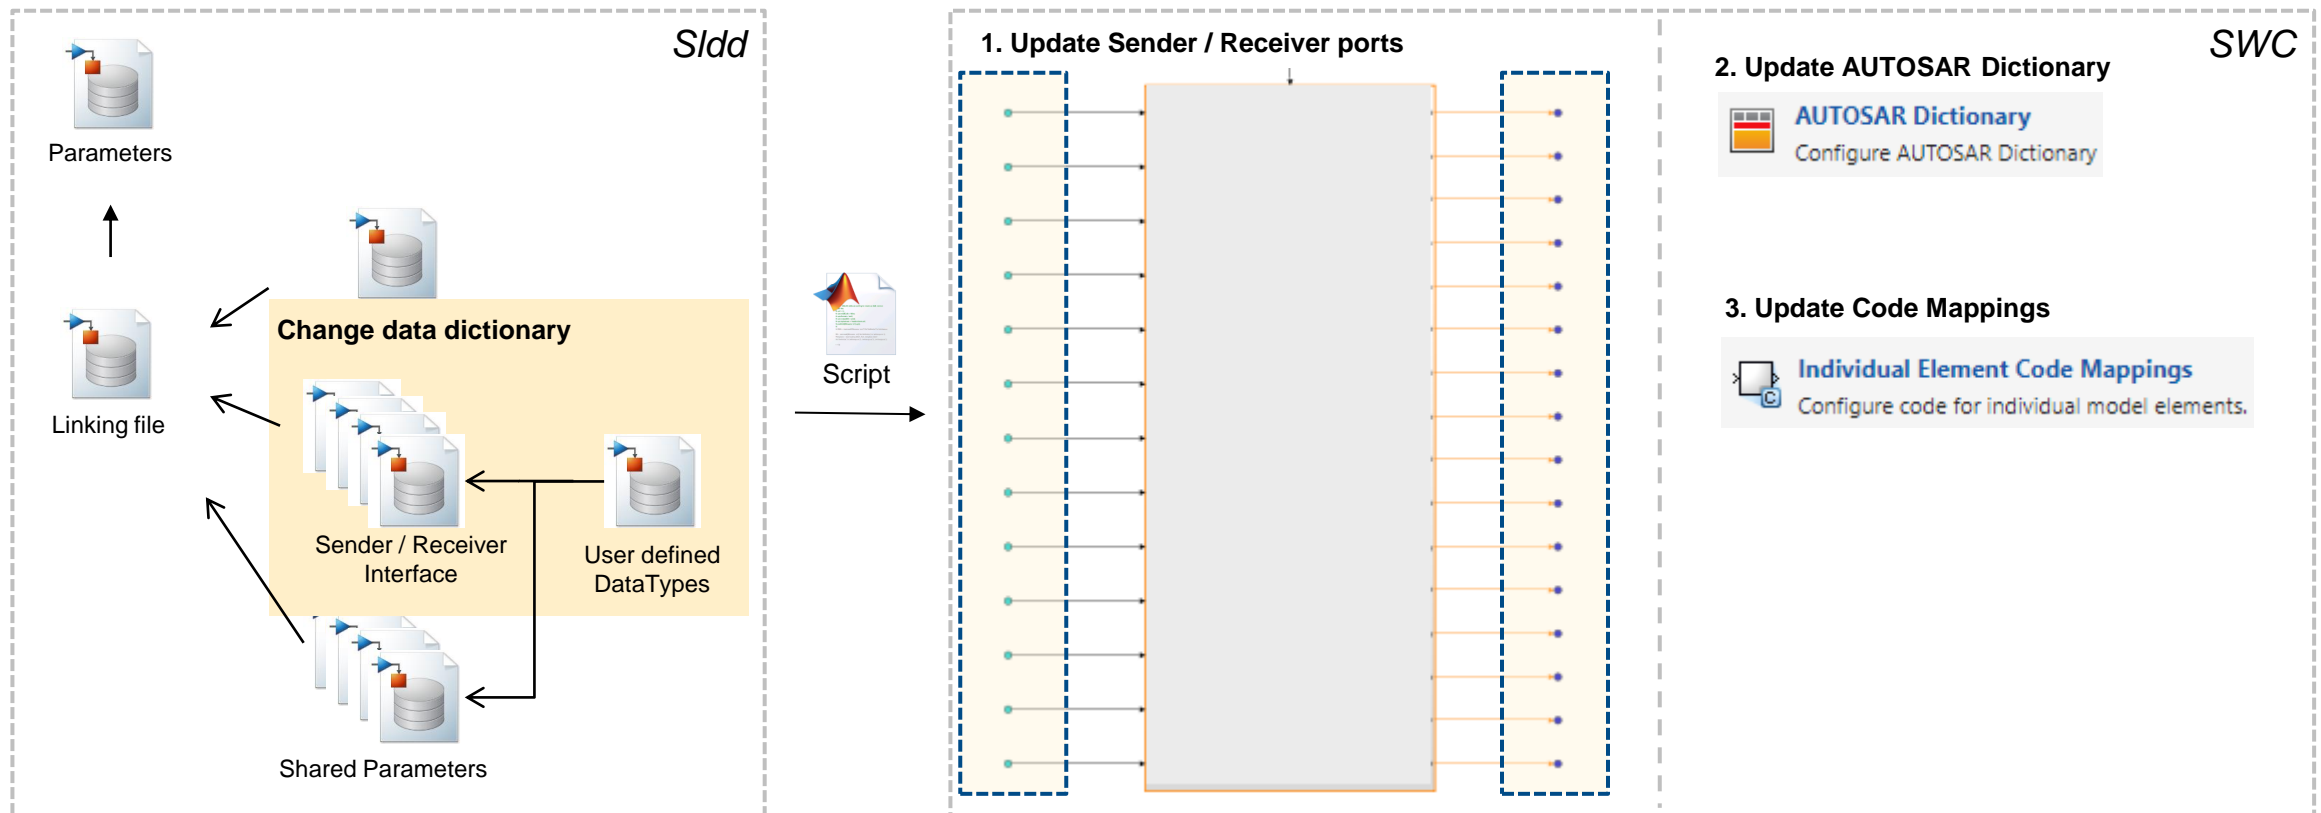 Sldd
Parameters
Linking file
Change data dictionary
Sender / Receiver
Interface
User defined
DataTypes
Shared Parameters
Script
SWC
1. Update Sender / Receiver ports
2. Update AUTOSAR Dictionary
AUTOSAR Dictionary
Configure AUTOSAR Dictionary
3. Update Code Mappings
Individual Element Code Mappings
C
Configure code for individual model elements.